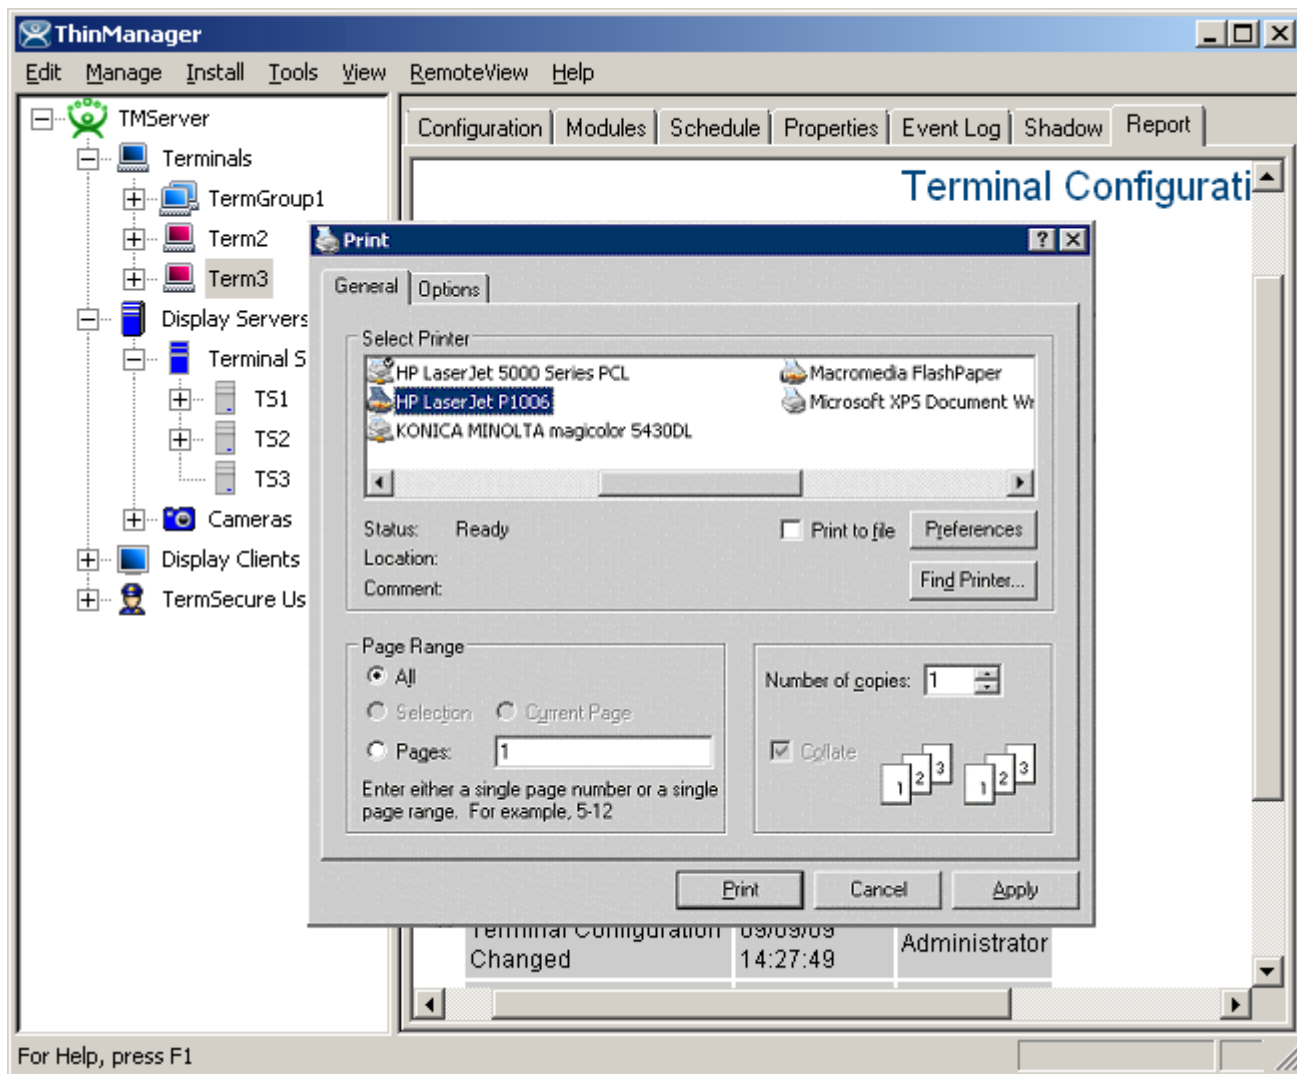 ThinManager
Edit Manage Install Tools View RemoteView Help
TMServer
Terminals
TermGroup1
Term2
Term3
Display Servers
Terminal S
TS1
TS2
TS3
Cameras
Display Clients
TermSecure Us
Configuration Modules Schedule Properties Event Log Shadow Report
Terminal Configurati
Print
General Options
Select Printer
HP LaserJet 5000 Series PCL
HP LaserJet P1006
KONICA MINOLTA magicolor 5430DL
Macromedia FlashPaper
Microsoft XPS Document Wr
Status: Ready
Location:
Comment:
Print to file
Preferences
Find Printer...
Page Range
All
Selection Current Page
Pages: 1
Enter either a single page number or a single
page range. For example, 5-12
Number of copies: 1
Collate
1 2 3 1 2 3
Print Cancel Apply
Terminal Configuration 09/09/09
Changed 14:27:49 Administrator
For Help, press F1